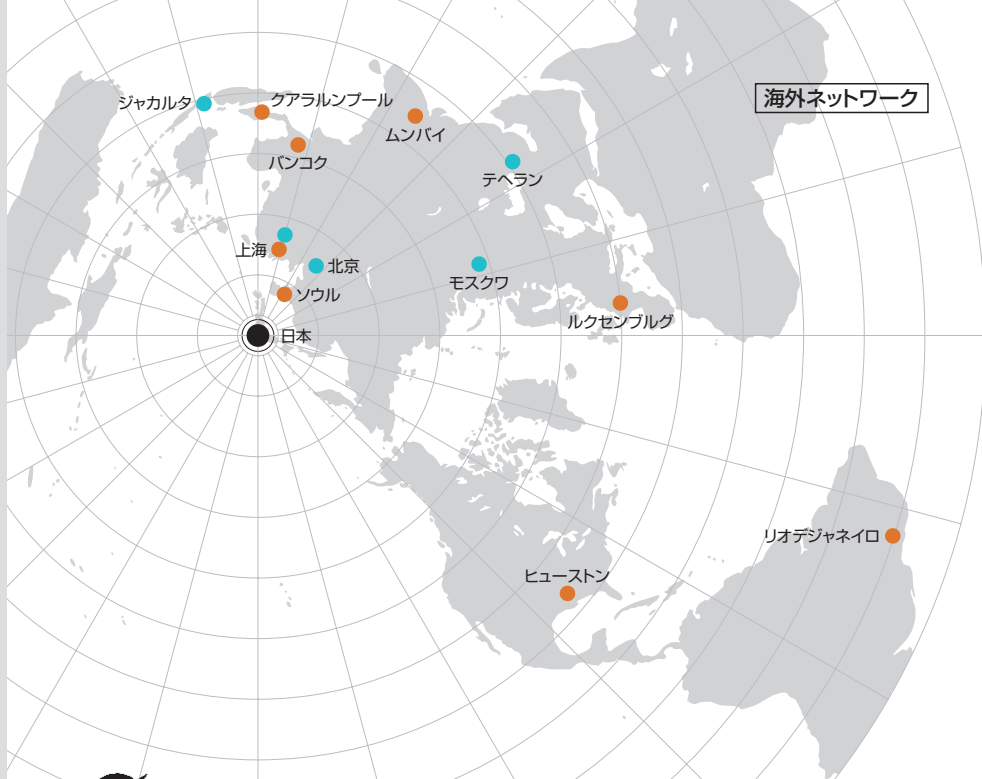 海外ネットワーク
ジャカルタ
クアラルンプール
ムンバイ
バンコク
テヘラン
上海
北京
モスクワ
ソウル
ルクセンブルグ
日本
リオデジャネイロ
ヒューストン